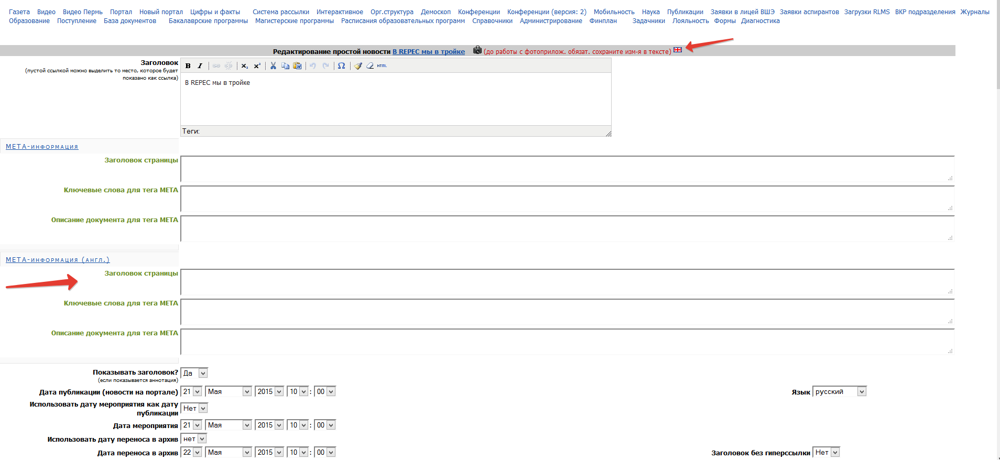 Газета Видео Видео Пермь Портал Новый портал Цифры и факты Система рассылки Интерактивное Орг.структура Демоскоп Конференции Конференции (версия: 2) Мобильность Наука Публикации Заявки в лицей ВШЭ Заявки аспирантов Загрузки RLMS ВКР подразделения Журналы
Образование Поступление База документов Бакалаврские программы Магистерские программы Расписания образовательных программ Справочники Администрирование Финплан Задачники Лояльность Формы Диагностика
Редактирование простой новости В REPEC мы в тройке (до работы с фотоприлож. обязат. сохраните изм-я в тексте)
Заголовок
(пустой ссылкой можно выделить то место, которое будет
показано как ссылка)
B I x₂ x² Ω HTML
В REPEC мы в тройке
Теги:
МЕТА-информация
Заголовок страницы
Ключевые слова для тега META
Описание документа для тега META
МЕТА-информация (англ.)
Заголовок страницы
Ключевые слова для тега META
Описание документа для тега META
Показывать заголовок? Да
(если показывается аннотация)
Дата публикации (новости на портале) 21 Мая 2015 10 : 00 Язык русский
Использовать дату мероприятия как дату
публикации Нет
Дата мероприятия 21 Мая 2015 10 : 00
Использовать дату переноса в архив нет
Дата переноса в архив 22 Мая 2015 10 : 00 Заголовок без гиперссылки Нет